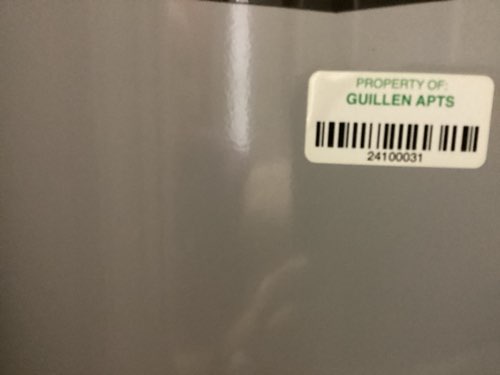 PROPERTY OF:
GUILLEN APTS
24100031